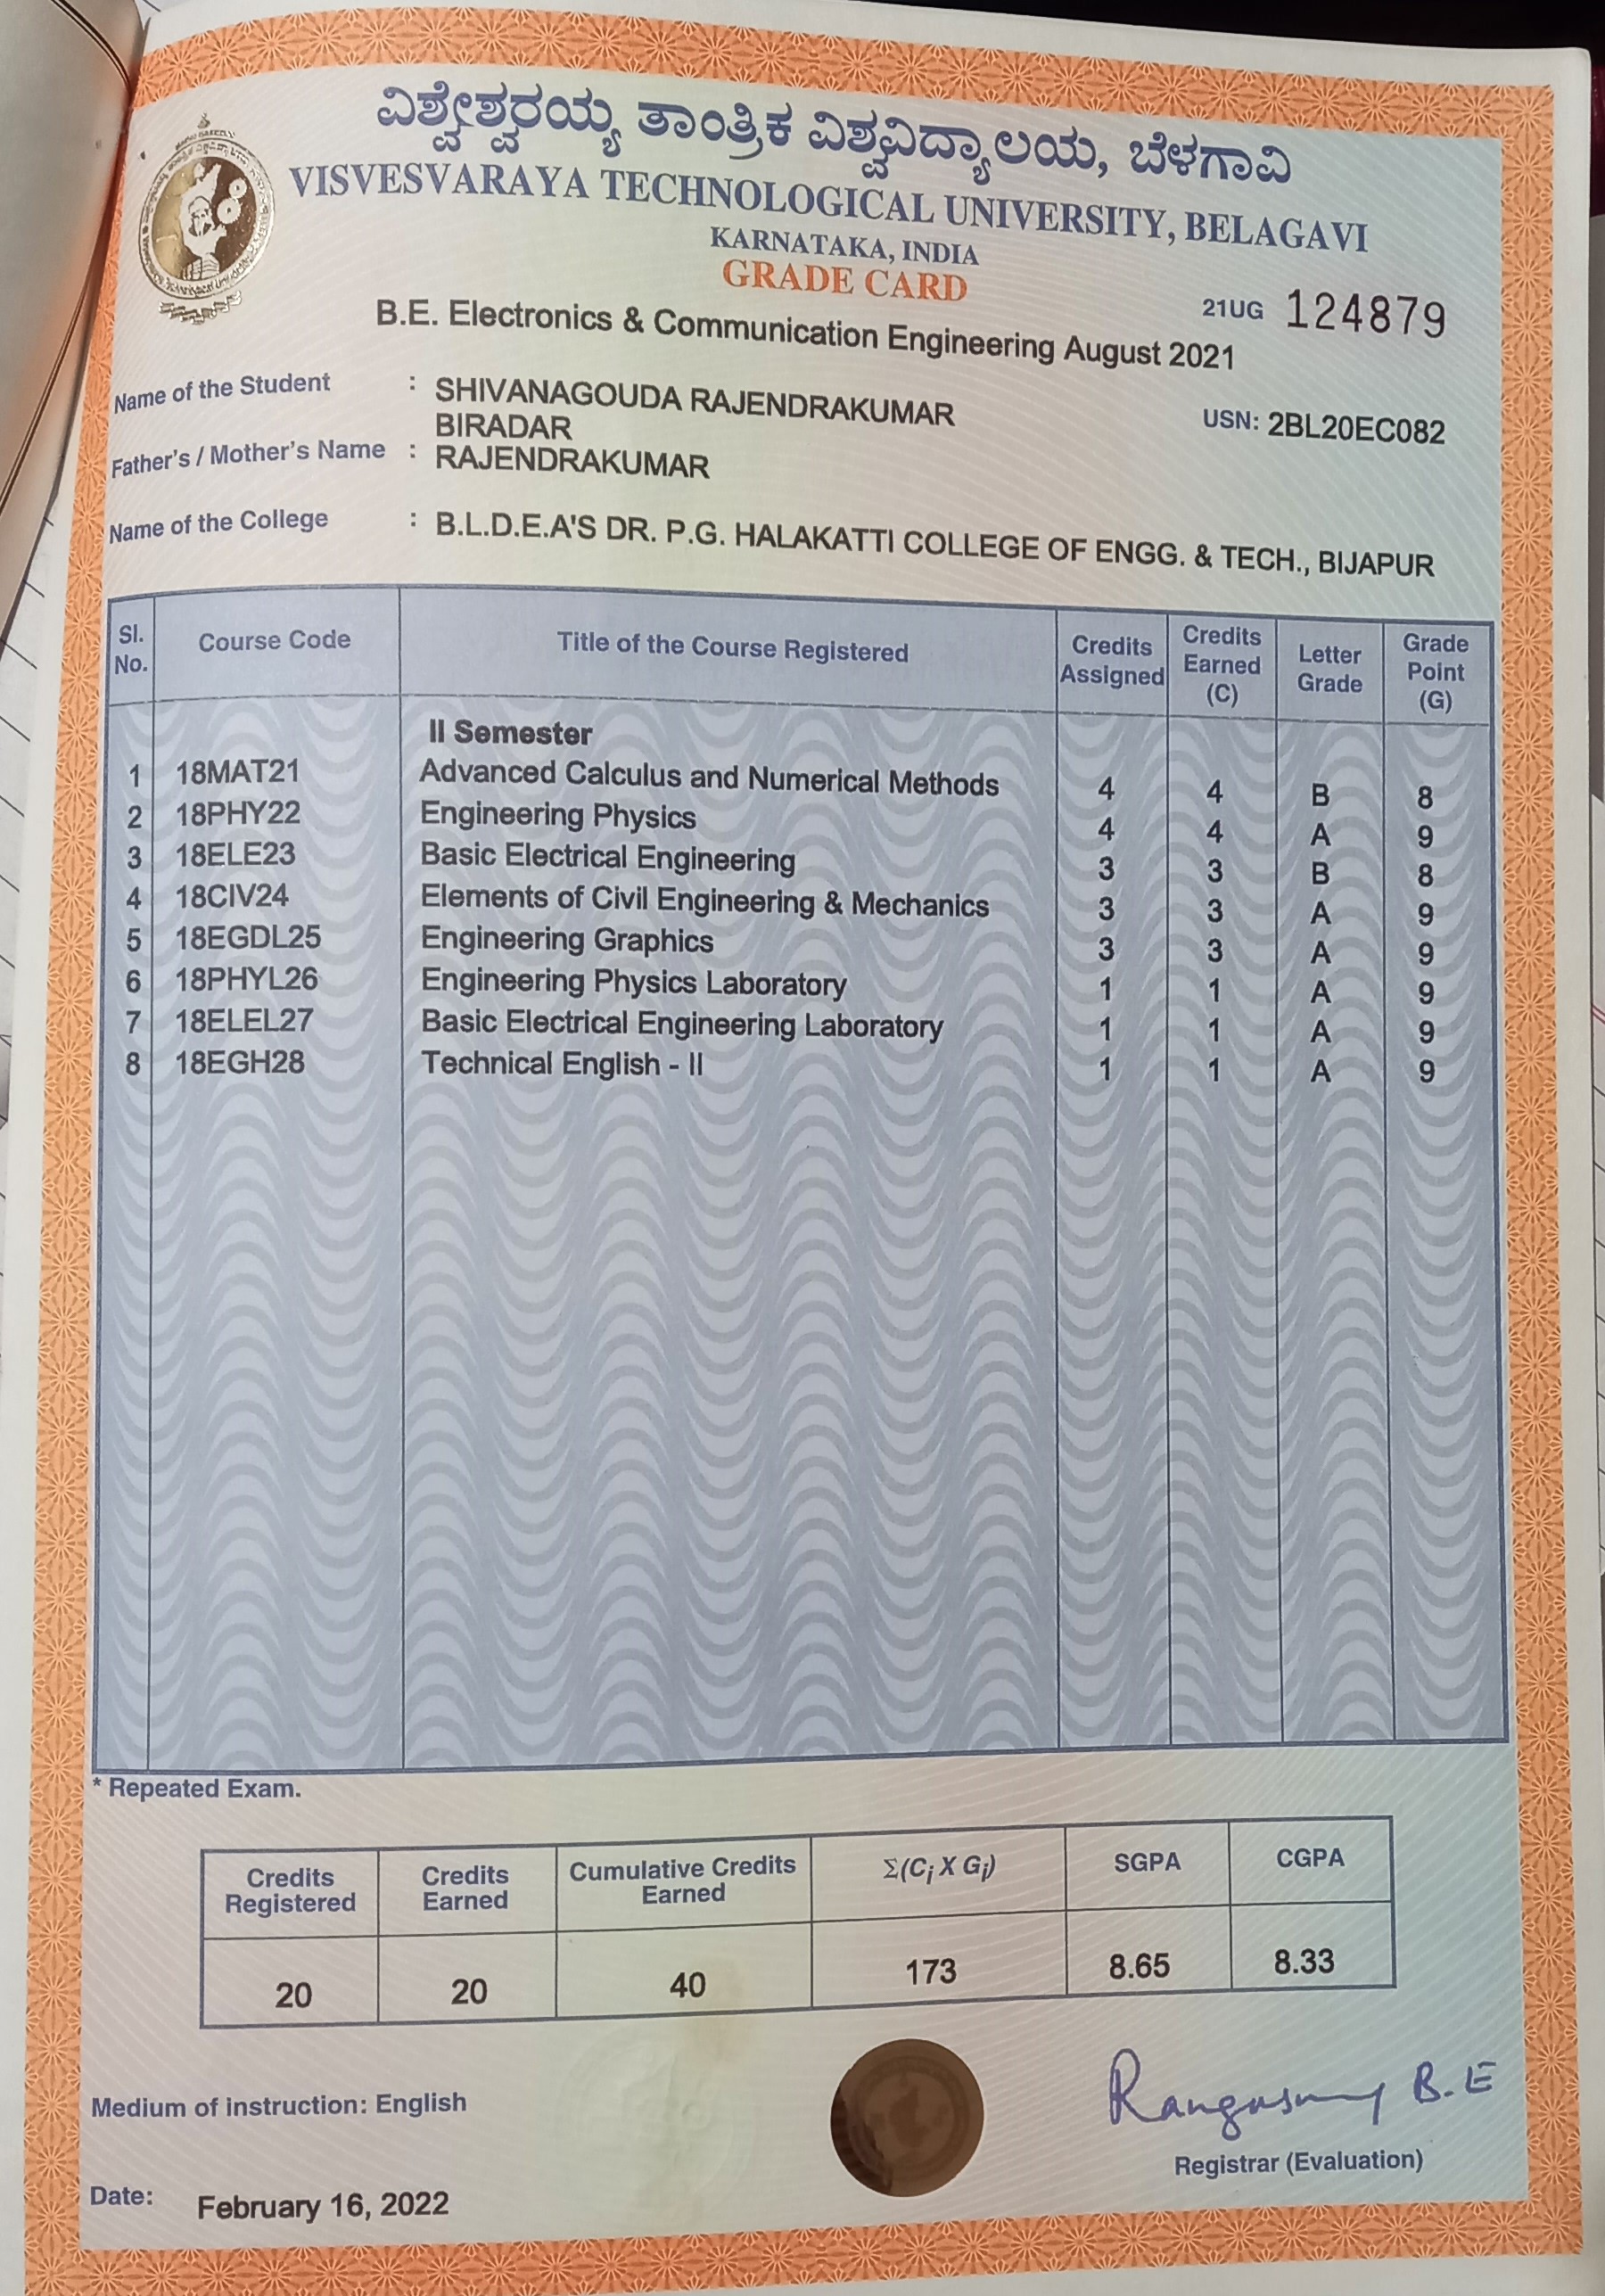 ವಿಶ್ವೇಶ್ವರಯ್ಯ ತಾಂತ್ರಿಕ ವಿಶ್ವವಿದ್ಯಾಲಯ, ಬೆಳಗಾವಿ
VISVESVARAYA TECHNOLOGICAL UNIVERSITY, BELAGAVI
KARNATAKA, INDIA
GRADE CARD
21UG 124879
B.E. Electronics & Communication Engineering August 2021
Name of the Student : SHIVANAGOUDA RAJENDRAKUMAR
BIRADAR
USN: 2BL20EC082
Father's / Mother's Name : RAJENDRAKUMAR
Name of the College : B.L.D.E.A'S DR. P.G. HALAKATTI COLLEGE OF ENGG. & TECH., BIJAPUR
Sl. No. Course Code Title of the Course Registered Credits Assigned Credits Earned (C) Letter Grade Grade Point (G)
II Semester
1 18MAT21 Advanced Calculus and Numerical Methods 4 4 B 8
2 18PHY22 Engineering Physics 4 4 A 9
3 18ELE23 Basic Electrical Engineering 3 3 B 8
4 18CIV24 Elements of Civil Engineering & Mechanics 3 3 A 9
5 18EGDL25 Engineering Graphics 3 3 A 9
6 18PHYL26 Engineering Physics Laboratory 1 1 A 9
7 18ELEL27 Basic Electrical Engineering Laboratory 1 1 A 9
8 18EGH28 Technical English - II 1 1 A 9
* Repeated Exam.
Credits Registered Credits Earned Cumulative Credits Earned Σ(Ci X Gi) SGPA CGPA
20 20 40 173 8.65 8.33
Medium of instruction: English
B.E
Registrar (Evaluation)
Date: February 16, 2022